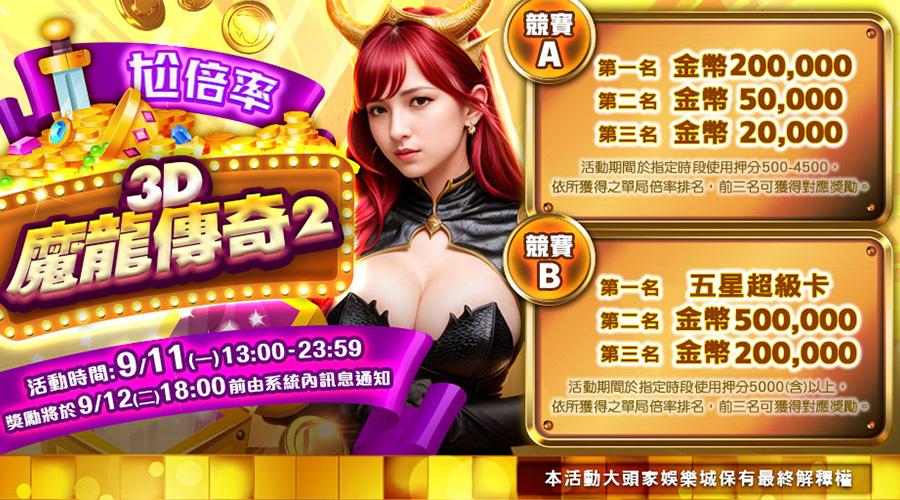 尬倍率
3D
魔龍傳奇2
活動時間:9/11(一)13:00-23:59
獎勵將於9/12(二)18:00前由系統內訊息通知
競賽
A
第一名 金幣200,000
第二名 金幣 50,000
第三名 金幣 20,000
活動期間於指定時段使用押分500-4500,
依所獲得之單局倍率排名,前三名可獲得對應獎勵。
競賽
B
第一名 五星超級卡
第二名 金幣500,000
第三名 金幣200,000
活動期間於指定時段使用押分5000(含)以上,
依所獲得之單局倍率排名,前三名可獲得對應獎勵。
本活動大頭家娛樂城保有最終解釋權